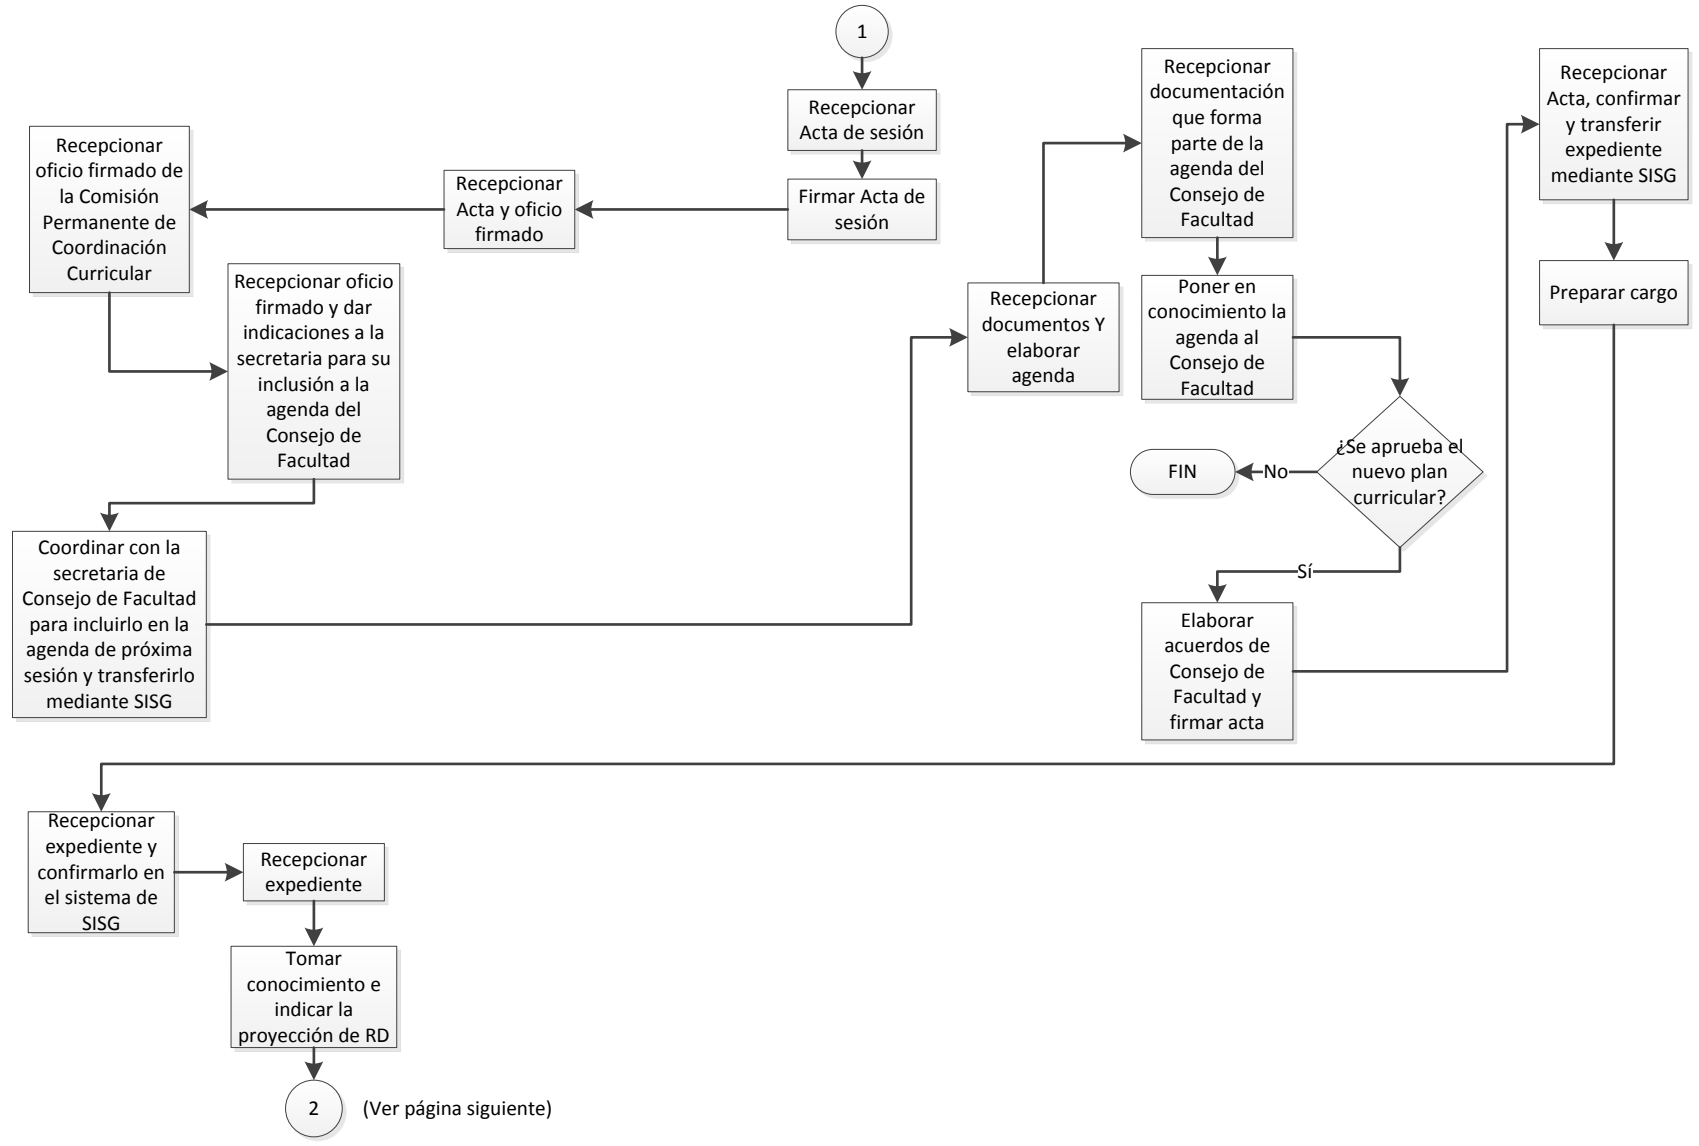 1
Recepcionar
Acta de sesión
Firmar Acta de
sesión
Recepcionar
Acta y oficio
firmado
Recepcionar
oficio firmado de
la Comisión
Permanente de
Coordinación
Curricular
Recepcionar oficio
firmado y dar
indicaciones a la
secretaria para su
inclusión a la
agenda del
Consejo de
Facultad
Coordinar con la
secretaria de
Consejo de Facultad
para incluirlo en la
agenda de próxima
sesión y transferirlo
mediante SISG
Recepcionar
documentos Y
elaborar
agenda
Recepcionar
documentación
que forma
parte de la
agenda del
Consejo de
Facultad
Poner en
conocimiento la
agenda al
Consejo de
Facultad
¿Se aprueba el
nuevo plan
curricular?
No
FIN
Sí
Elaborar
acuerdos de
Consejo de
Facultad y
firmar acta
Recepcionar
Acta, confirmar
y transferir
expediente
mediante SISG
Preparar cargo
Recepcionar
expediente y
confirmarlo en
el sistema de
SISG
Recepcionar
expediente
Tomar
conocimiento e
indicar la
proyección de RD
2
(Ver página siguiente)